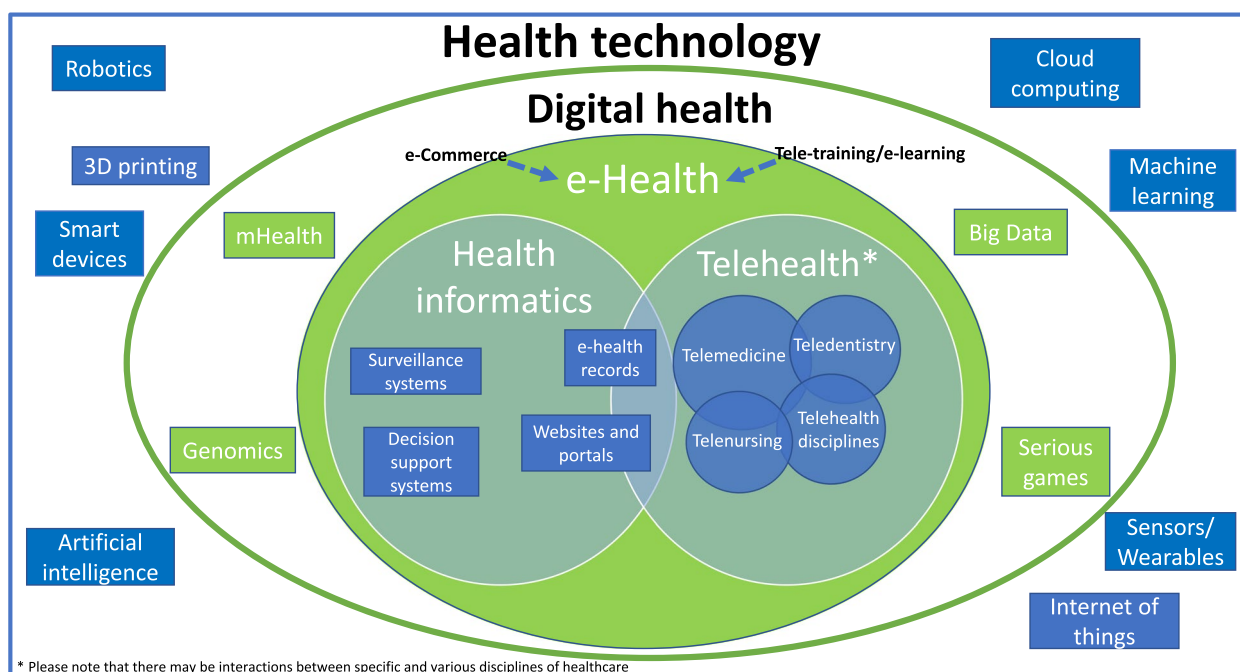 Health technology
Robotics
Cloud
computing
Digital health
3D printing
e-Commerce
Tele-training/e-learning
Machine
learning
e-Health
Smart
devices
mHealth
Big Data
Health
informatics
Telehealth*
Surveillance
systems
e-health
records
Telemedicine
Teledentistry
Decision
support
systems
Websites and
portals
Telenursing
Telehealth
disciplines
Genomics
Serious
games
Artificial
intelligence
Sensors/
Wearables
Internet of
things
* Please note that there may be interactions between specific and various disciplines of healthcare